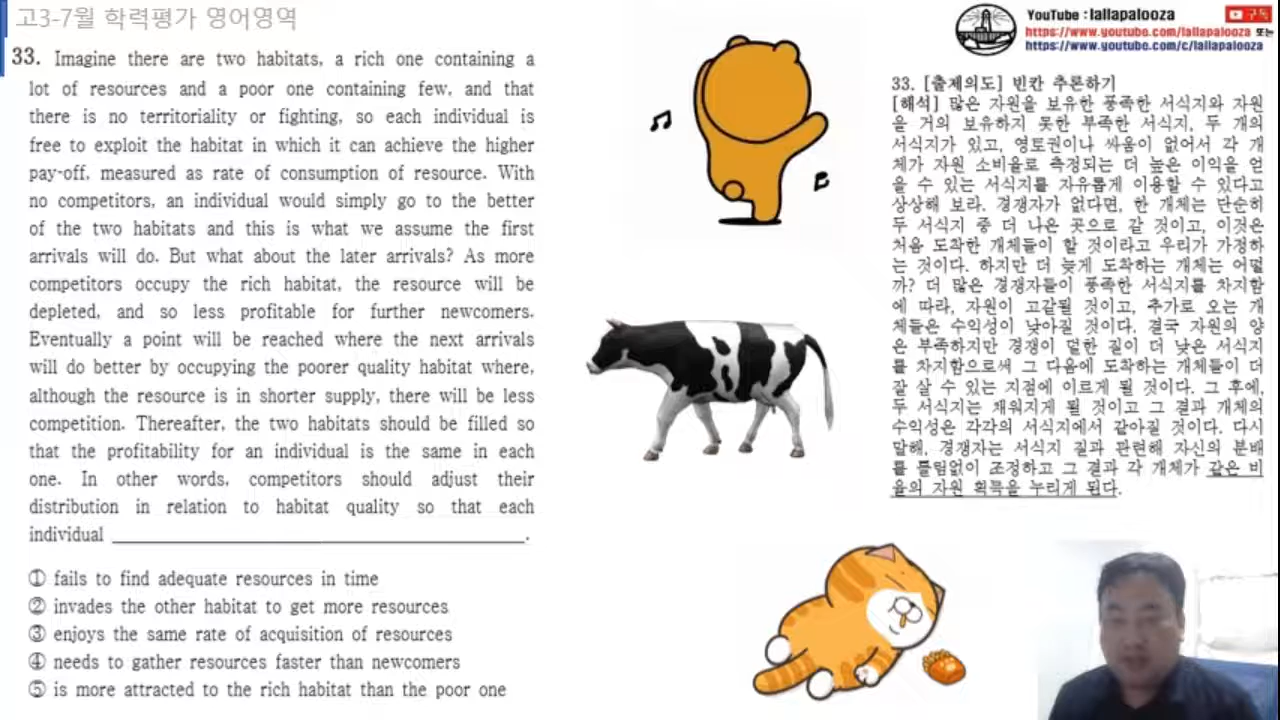 고3-7월 학력평가 영어영역
33. Imagine there are two habitats, a rich one containing a
lot of resources and a poor one containing few, and that
there is no territoriality or fighting, so each individual is
free to exploit the habitat in which it can achieve the higher
pay-off, measured as rate of consumption of resource. With
no competitors, an individual would simply go to the better
of the two habitats and this is what we assume the first
arrivals will do. But what about the later arrivals? As more
competitors occupy the rich habitat, the resource will be
depleted, and so less profitable for further newcomers.
Eventually a point will be reached where the next arrivals
will do better by occupying the poorer quality habitat where,
although the resource is in shorter supply, there will be less
competition. Thereafter, the two habitats should be filled so
that the profitability for an individual is the same in each
one. In other words, competitors should adjust their
distribution in relation to habitat quality so that each
individual ______.
① fails to find adequate resources in time
② invades the other habitat to get more resources
③ enjoys the same rate of acquisition of resources
④ needs to gather resources faster than newcomers
⑤ is more attracted to the rich habitat than the poor one
YouTube : lallapalooza 구독
https://www.youtube.com/lallapalooza 또는
https://www.youtube.com/c/lallapalooza
33. [출제의도] 빈칸 추론하기
[해석] 많은 자원을 보유한 풍족한 서식지와 자원
을 거의 보유하지 못한 부족한 서식지, 두 개의
서식지가 있고, 영토권이나 싸움이 없어서 각 개
체가 자원 소비율로 측정되는 더 높은 이익을 얻
을 수 있는 서식지를 자유롭게 이용할 수 있다고
상상해 보라. 경쟁자가 없다면, 한 개체는 단순히
두 서식지 중 더 나은 곳으로 갈 것이고, 이것은
처음 도착한 개체들이 할 것이라고 우리가 가정하
는 것이다. 하지만 더 늦게 도착하는 개체는 어떨
까? 더 많은 경쟁자들이 풍족한 서식지를 차지함
에 따라, 자원이 고갈될 것이고, 추가로 오는 개
체들은 수익성이 낮아질 것이다. 결국 자원의 양
은 부족하지만 경쟁이 덜한 질이 더 낮은 서식지
를 차지함으로써 그 다음에 도착하는 개체들이 더
잘 살 수 있는 지점에 이르게 될 것이다. 그 후에,
두 서식지는 채워지게 될 것이고 그 결과 개체의
수익성은 각각의 서식지에서 같아질 것이다. 다시
말해, 경쟁자는 서식지 질과 관련해 자신의 분배
를 틀림없이 조정하고 그 결과 각 개체가 같은 비
율의 자원 획득을 누리게 된다.